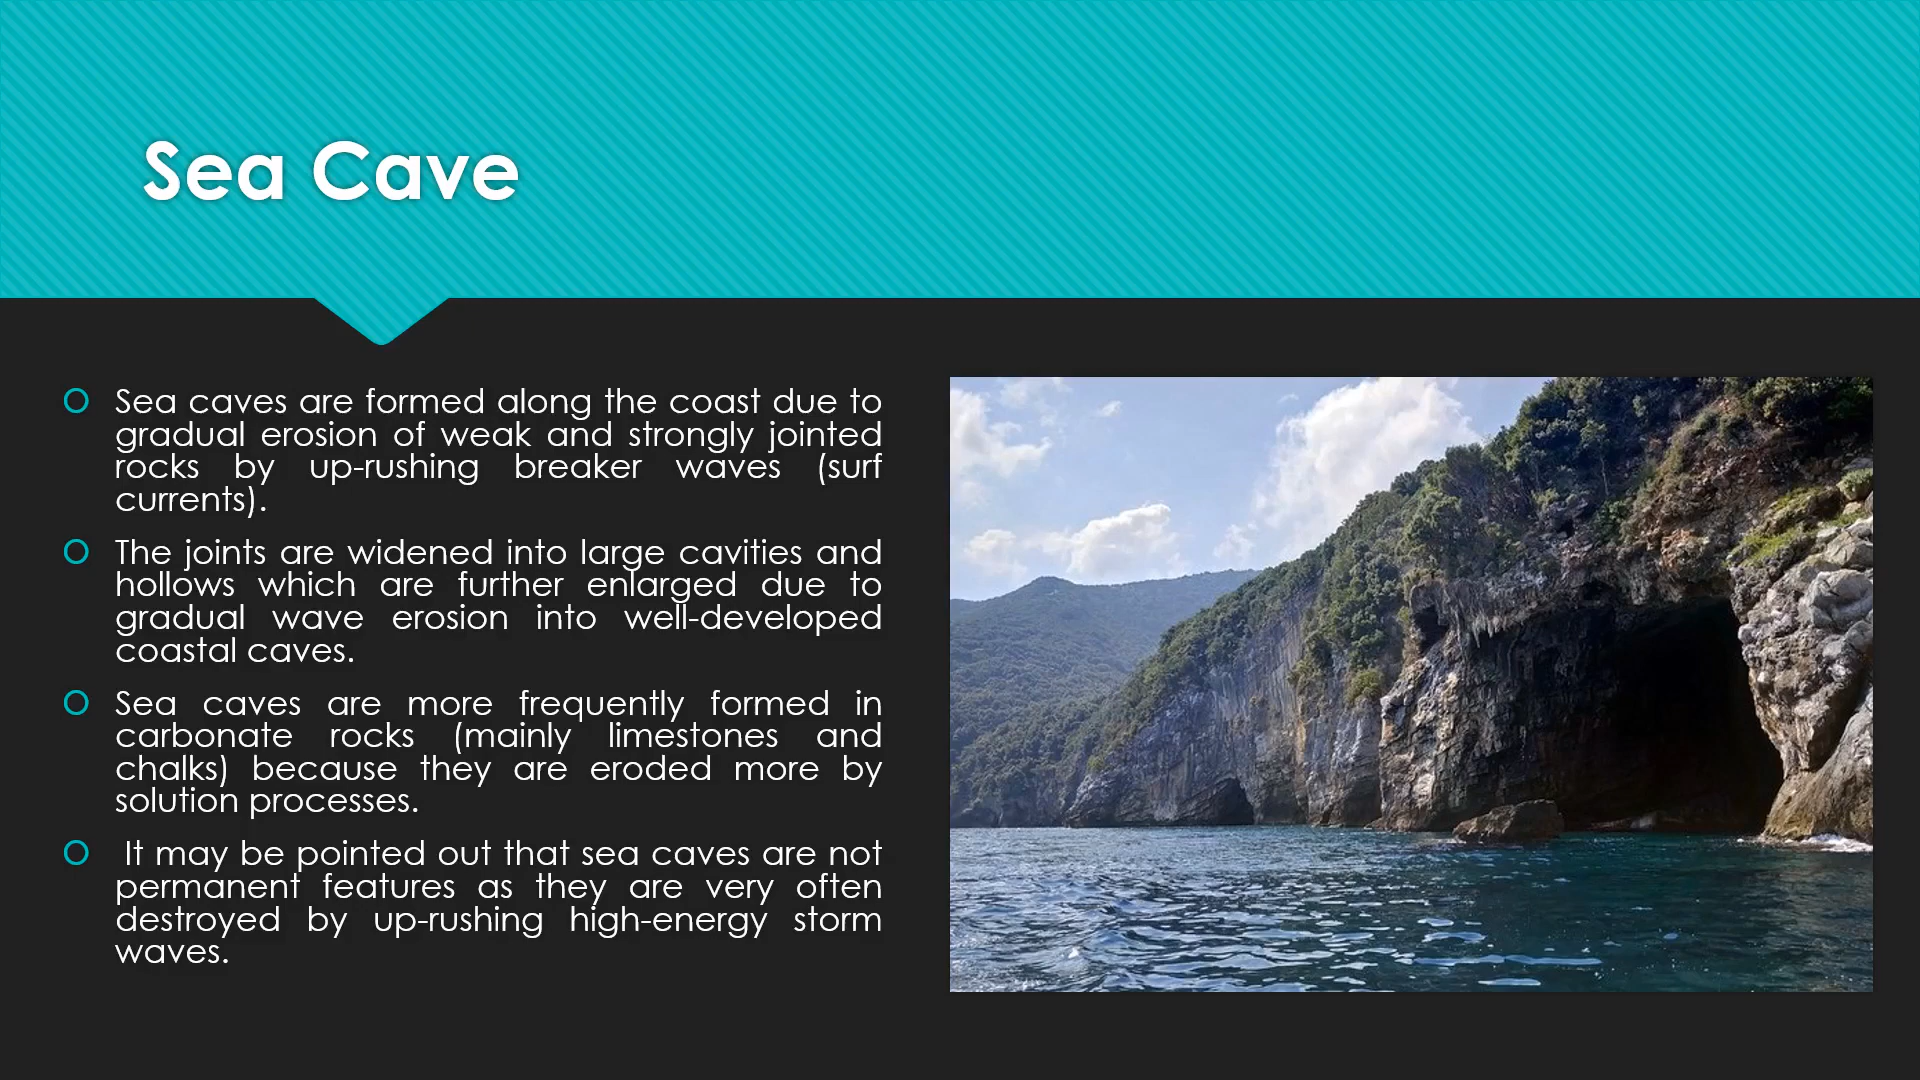 Sea Cave
Sea caves are formed along the coast due to
gradual erosion of weak and strongly jointed
rocks by up-rushing breaker waves (surf
currents).
The joints are widened into large cavities and
hollows which are further enlarged due to
gradual wave erosion into well-developed
coastal caves.
Sea caves are more frequently formed in
carbonate rocks (mainly limestones and
chalks) because they are eroded more by
solution processes.
It may be pointed out that sea caves are not
permanent features as they are very often
destroyed by up-rushing high-energy storm
waves.